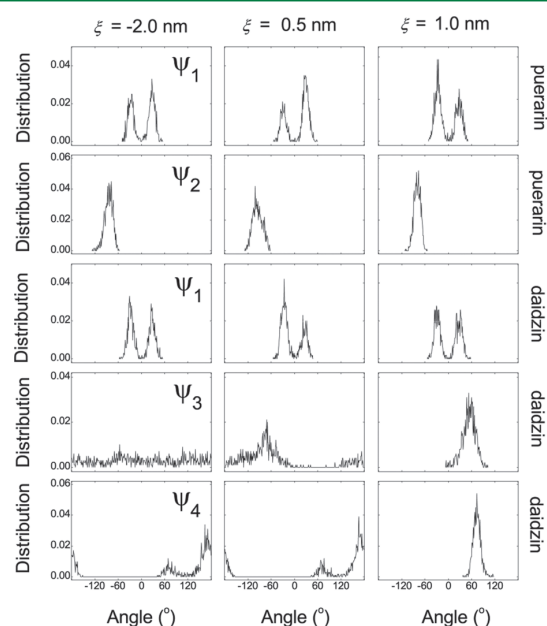 ξ = -2.0 nm
ξ = 0.5 nm
ξ = 1.0 nm
Distribution
0.04
0.02
0.00
Ψ1
puerarin
Distribution
0.06
0.04
0.02
0.00
Ψ2
puerarin
Distribution
0.04
0.02
0.00
Ψ1
daidzin
Distribution
0.04
0.02
0.00
Ψ3
daidzin
Distribution
0.06
0.04
0.02
0.00
Ψ4
daidzin
-120 -60 0 60 120
-120 -60 0 60 120
-120 -60 0 60 120
Angle (°)
Angle (°)
Angle (°)